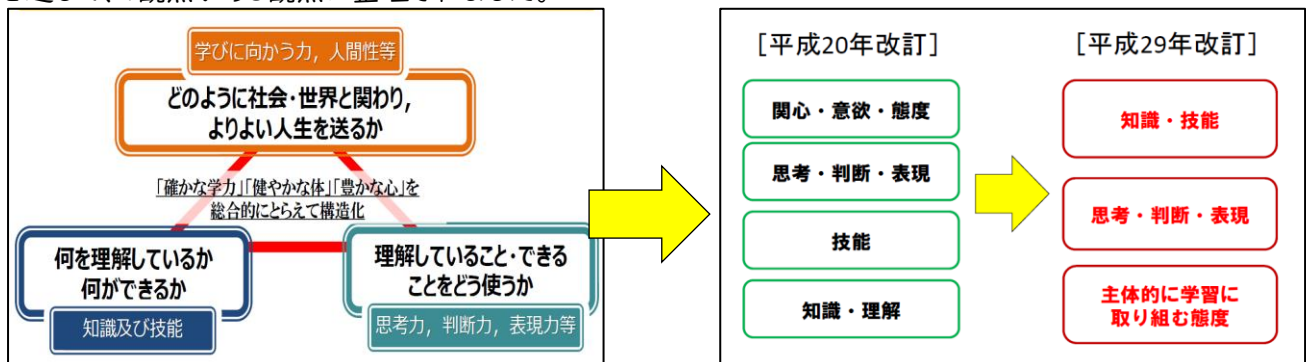 学びに向かう力，人間性等
どのように社会・世界と関わり，
よりよい人生を送るか
「確かな学力」「健やかな体」「豊かな心」を
総合的にとらえて構造化
何を理解しているか
何ができるか
知識及び技能
理解していること・できる
ことをどう使うか
思考力，判断力，表現力等
［平成20年改訂］
関心・意欲・態度
思考・判断・表現
技能
知識・理解
［平成29年改訂］
知識・技能
思考・判断・表現
主体的に学習に
取り組む態度